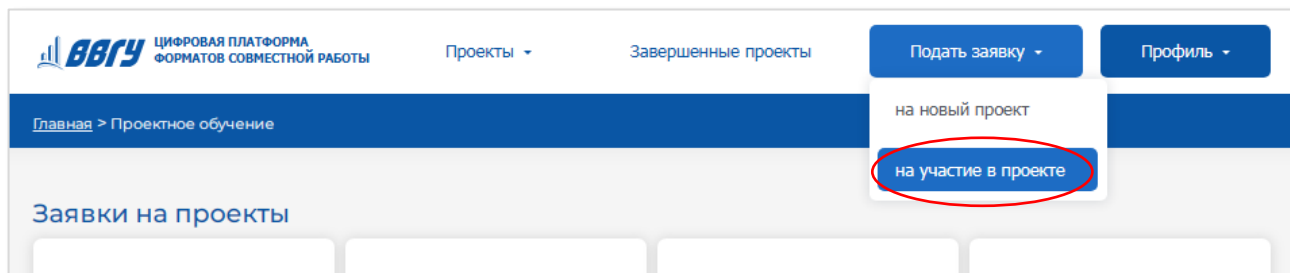 ВВГУ ЦИФРОВАЯ ПЛАТФОРМА
ФОРМАТОВ СОВМЕСТНОЙ РАБОТЫ
Проекты
Завершенные проекты
Подать заявку
Профиль
на новый проект
на участие в проекте
Главная > Проектное обучение
Заявки на проекты